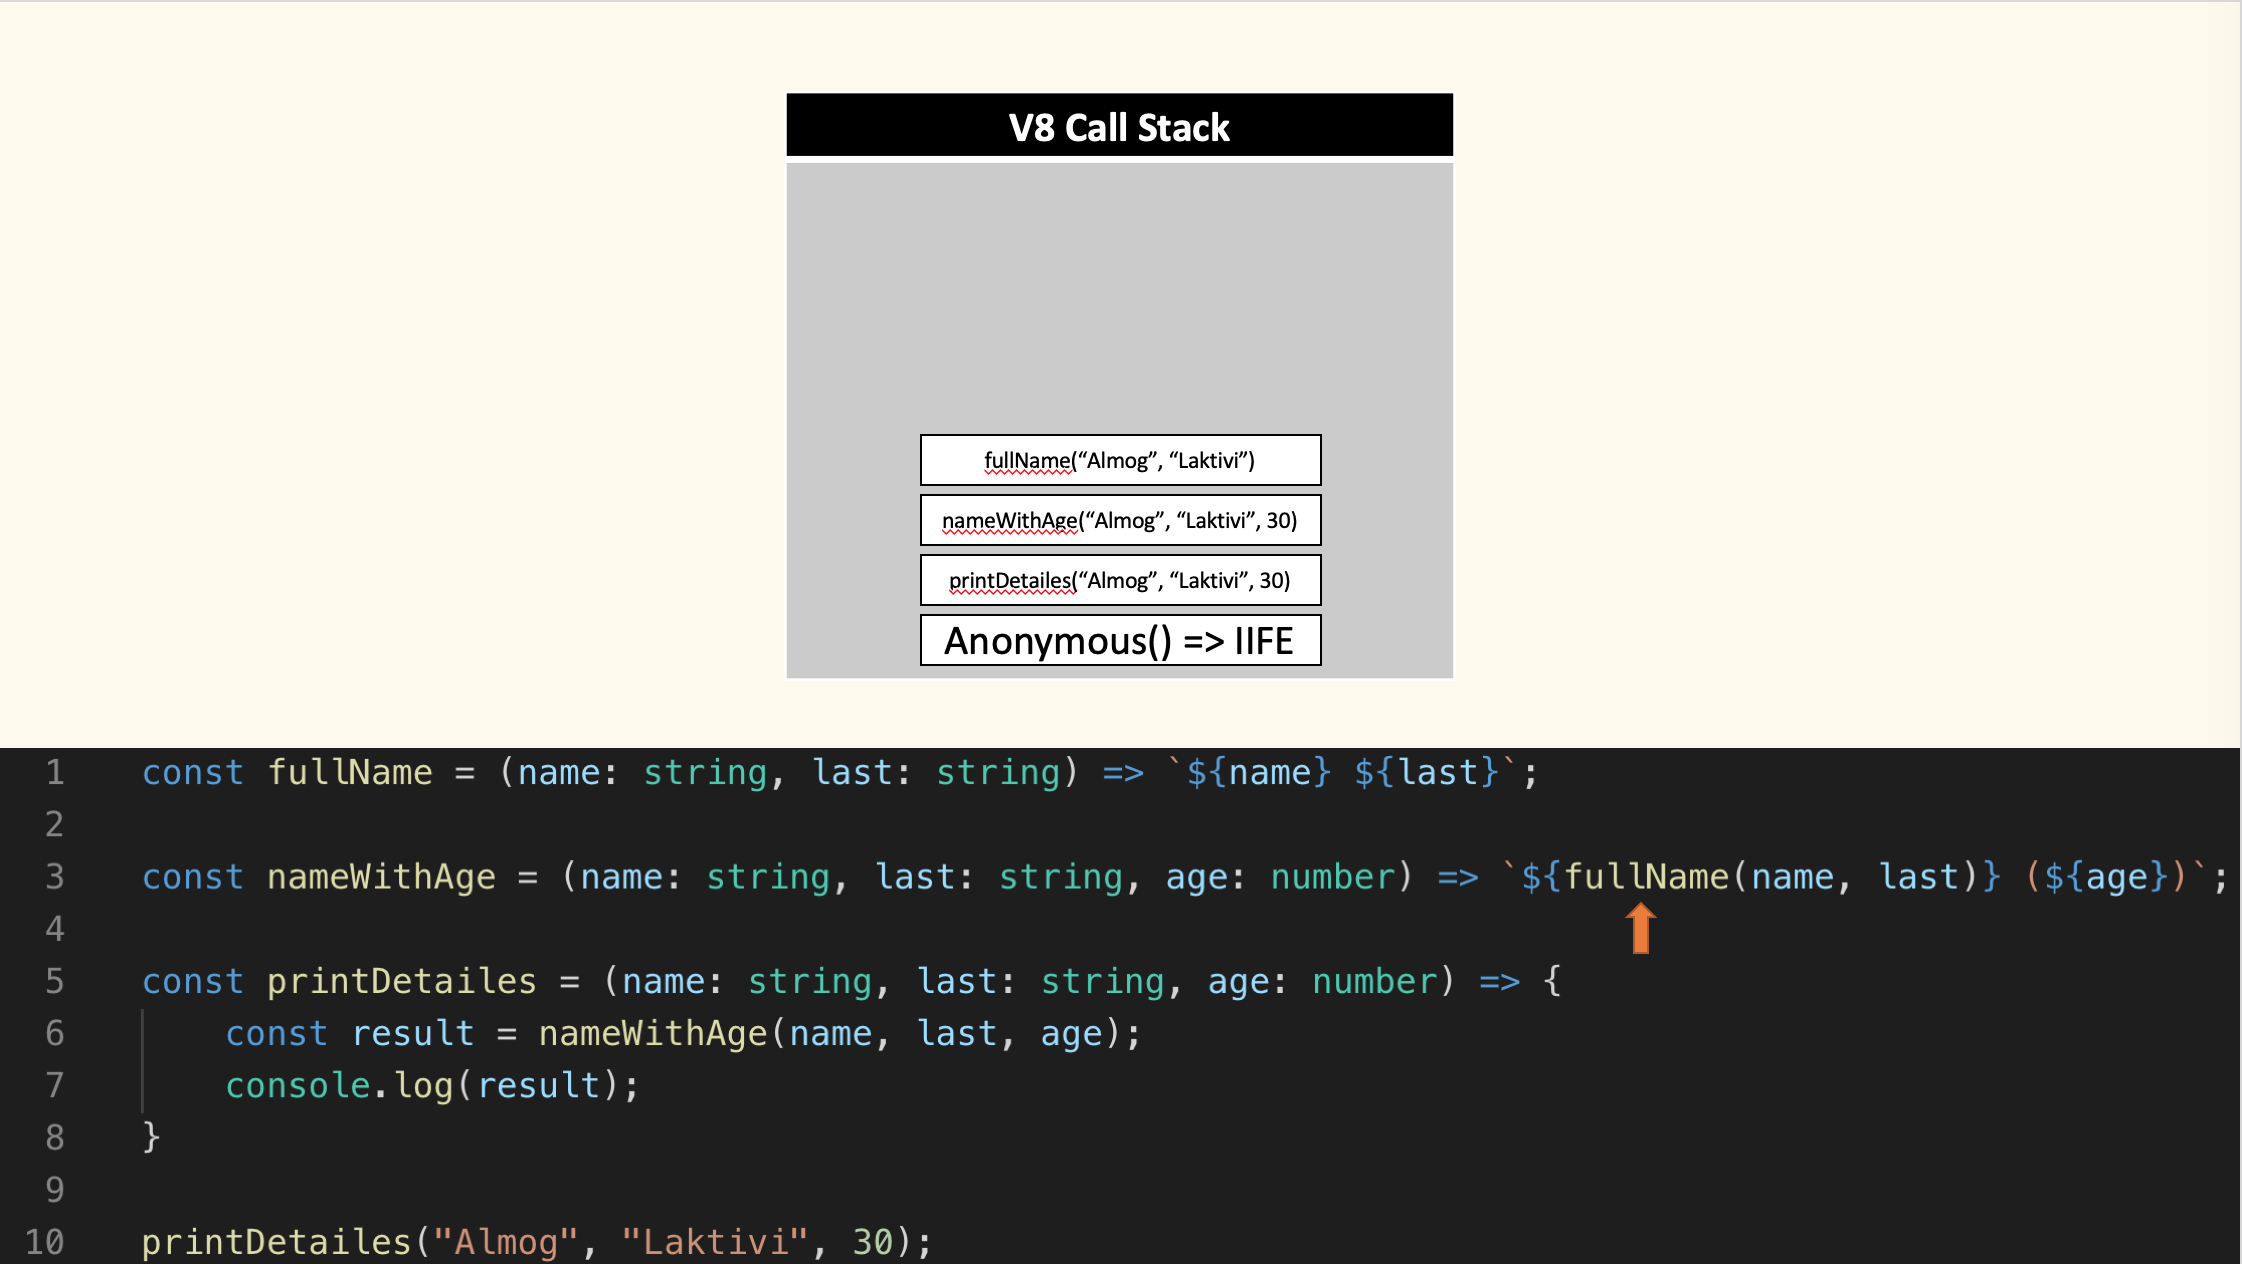 V8 Call Stack
fullName(“Almog”, “Laktivi”)
nameWithAge(“Almog”, “Laktivi”, 30)
printDetailes(“Almog”, “Laktivi”, 30)
Anonymous() => IIFE
1 const fullName = (name: string, last: string) => `${name} ${last}`;
2
3 const nameWithAge = (name: string, last: string, age: number) => `${fullName(name, last)} (${age})`;
4
5 const printDetailes = (name: string, last: string, age: number) => {
6 const result = nameWithAge(name, last, age);
7 console.log(result);
8 }
9
10 printDetailes("Almog", "Laktivi", 30);